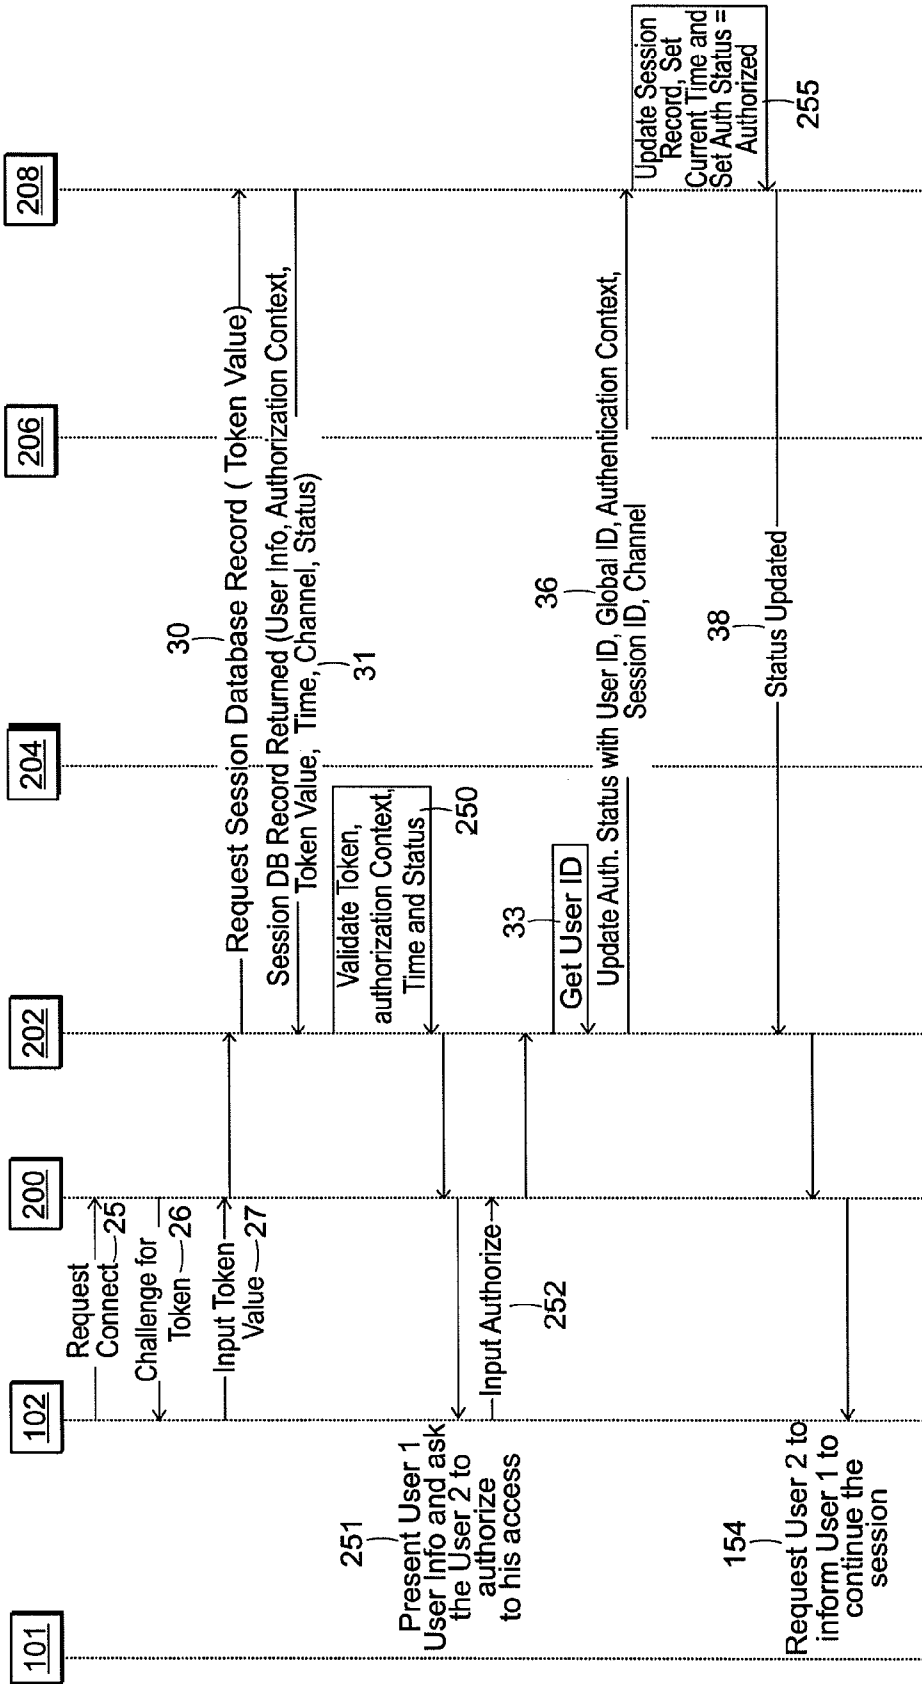 101
102
200
202
204
206
208
Request
Connect
25
Challenge for
Token
26
Input Token
Value
27
Request Session Database Record ( Token Value)
30
Session DB Record Returned (User Info, Authorization Context,
Token Value, Time, Channel, Status)
31
Validate Token,
authorization Context,
Time and Status
250
251
Present User 1
User Info and ask
the User 2 to
authorize
to his access
Input Authorize
252
33
Get User ID
36
Update Auth. Status with User ID, Global ID, Authentication Context,
Session ID, Channel
Update Session
Record, Set
Current Time and
Set Auth Status =
Authorized
255
38
Status Updated
154
Request User 2 to
inform User 1 to
continue the
session